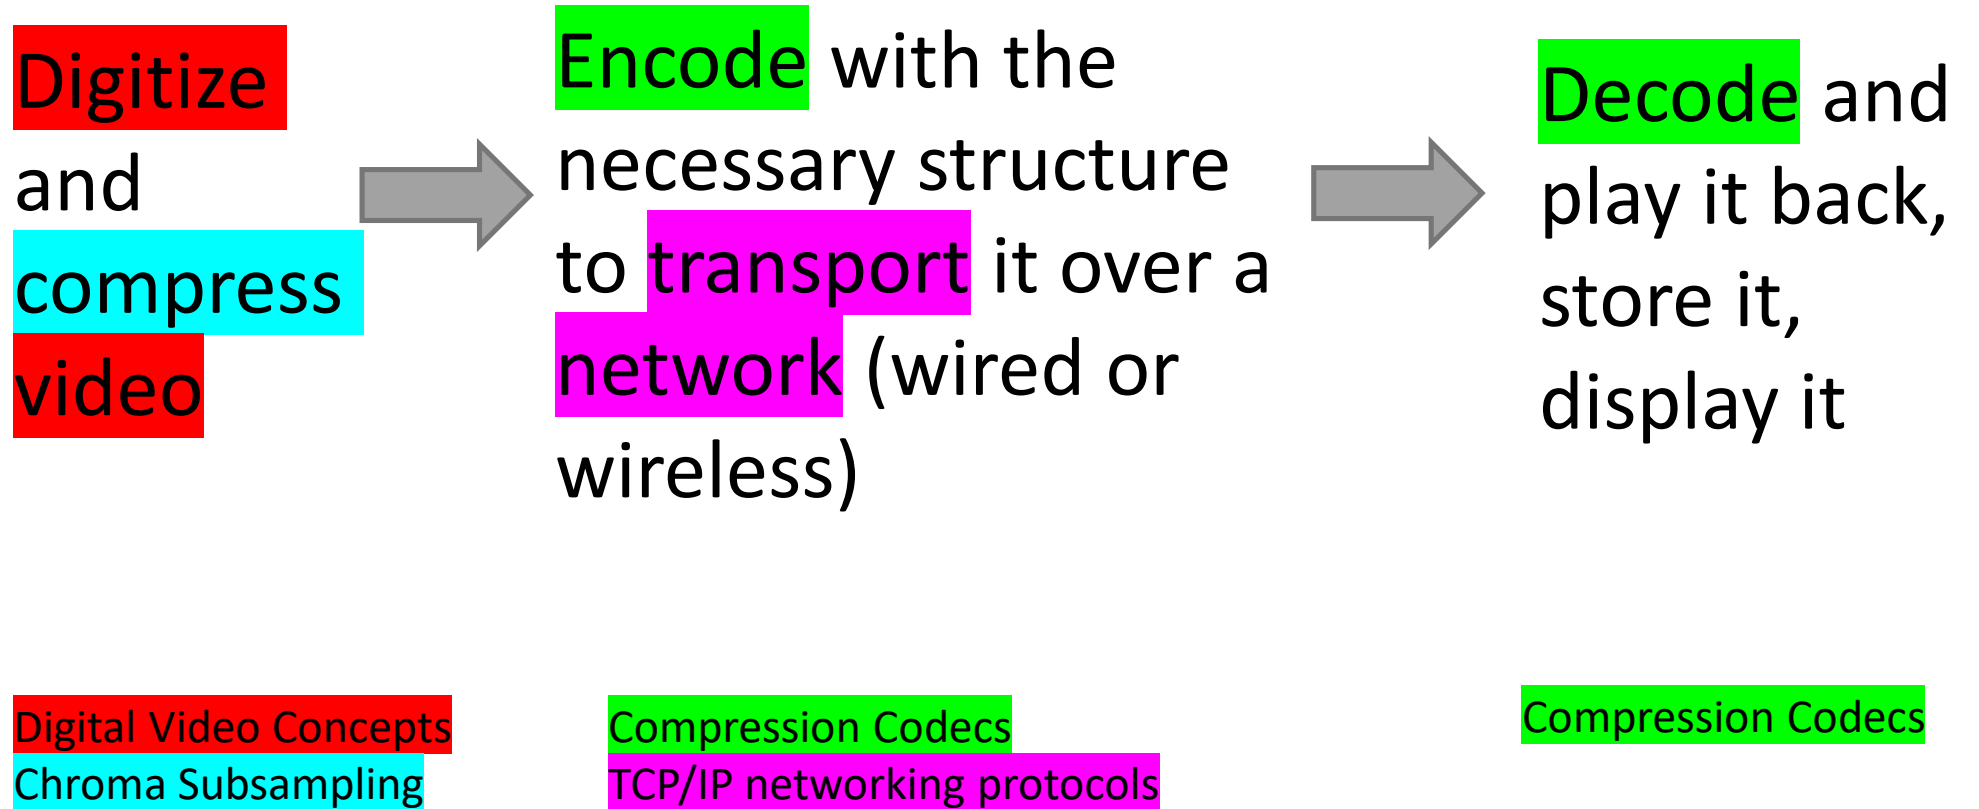 Digitize
and
compress
video
Encode with the
necessary structure
to transport it over a
network (wired or
wireless)
Decode and
play it back,
store it,
display it
Digital Video Concepts
Chroma Subsampling
Compression Codecs
TCP/IP networking protocols
Compression Codecs